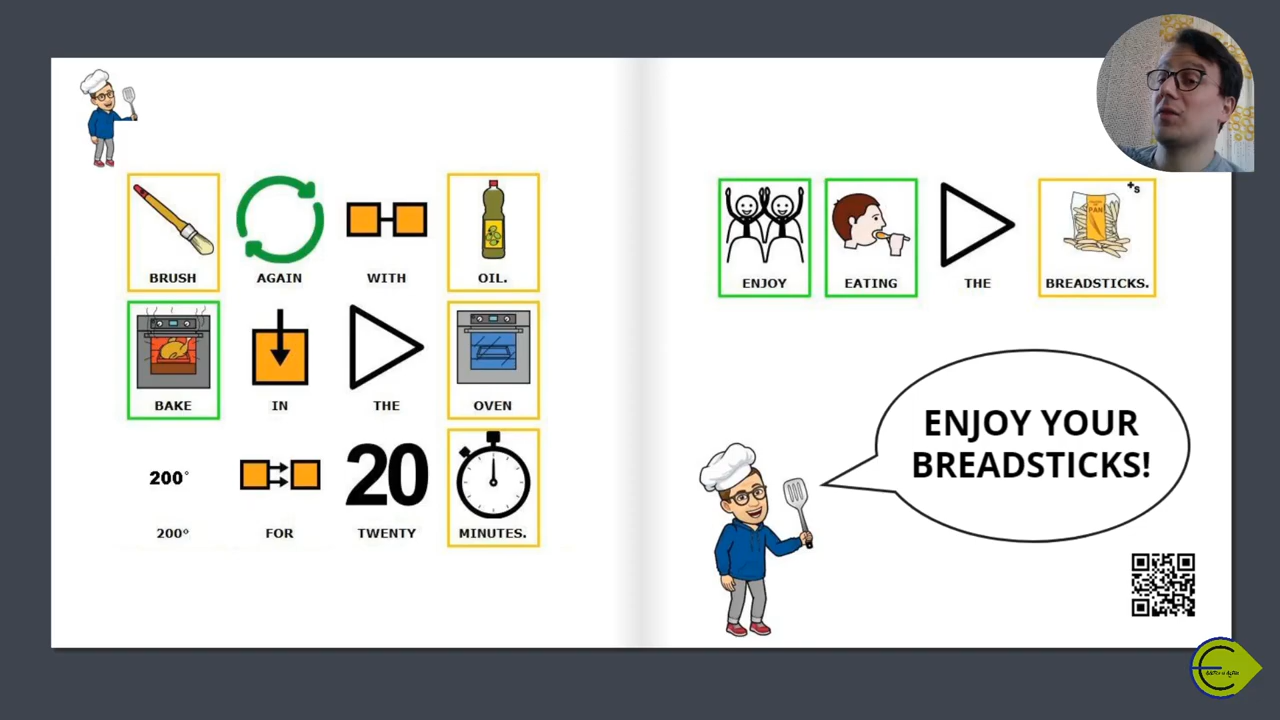 BRUSH AGAIN WITH OIL.
BAKE IN THE OVEN
200°
20
200° FOR TWENTY MINUTES.
PAN
+s
ENJOY EATING THE BREADSTICKS.
ENJOY YOUR
BREADSTICKS!